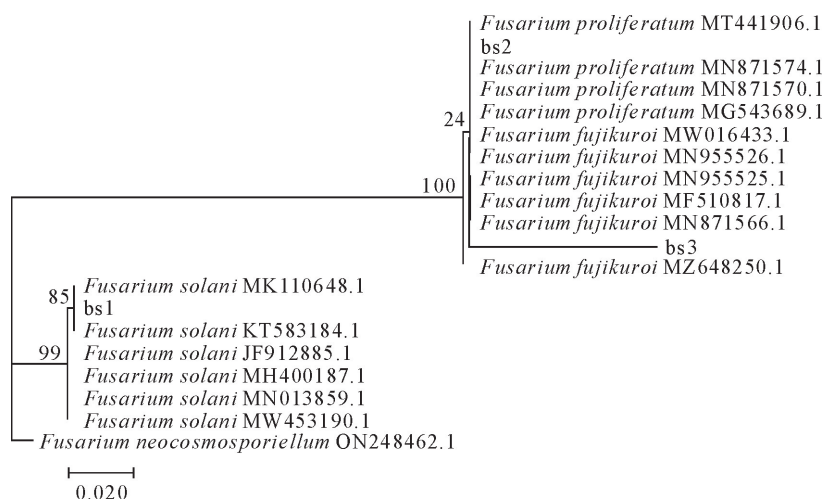 Fusarium proliferatum MT441906.1
bs2
Fusarium proliferatum MN871574.1
Fusarium proliferatum MN871570.1
Fusarium proliferatum MG543689.1
24
Fusarium fujikuroi MW016433.1
Fusarium fujikuroi MN955526.1
Fusarium fujikuroi MN955525.1
100
Fusarium fujikuroi MF510817.1
Fusarium fujikuroi MN871566.1
bs3
Fusarium fujikuroi MZ648250.1
Fusarium solani MK110648.1
85
bs1
Fusarium solani KT583184.1
99
Fusarium solani JF912885.1
Fusarium solani MH400187.1
Fusarium solani MN013859.1
Fusarium solani MW453190.1
Fusarium neocosmosporiellum ON248462.1
0.020